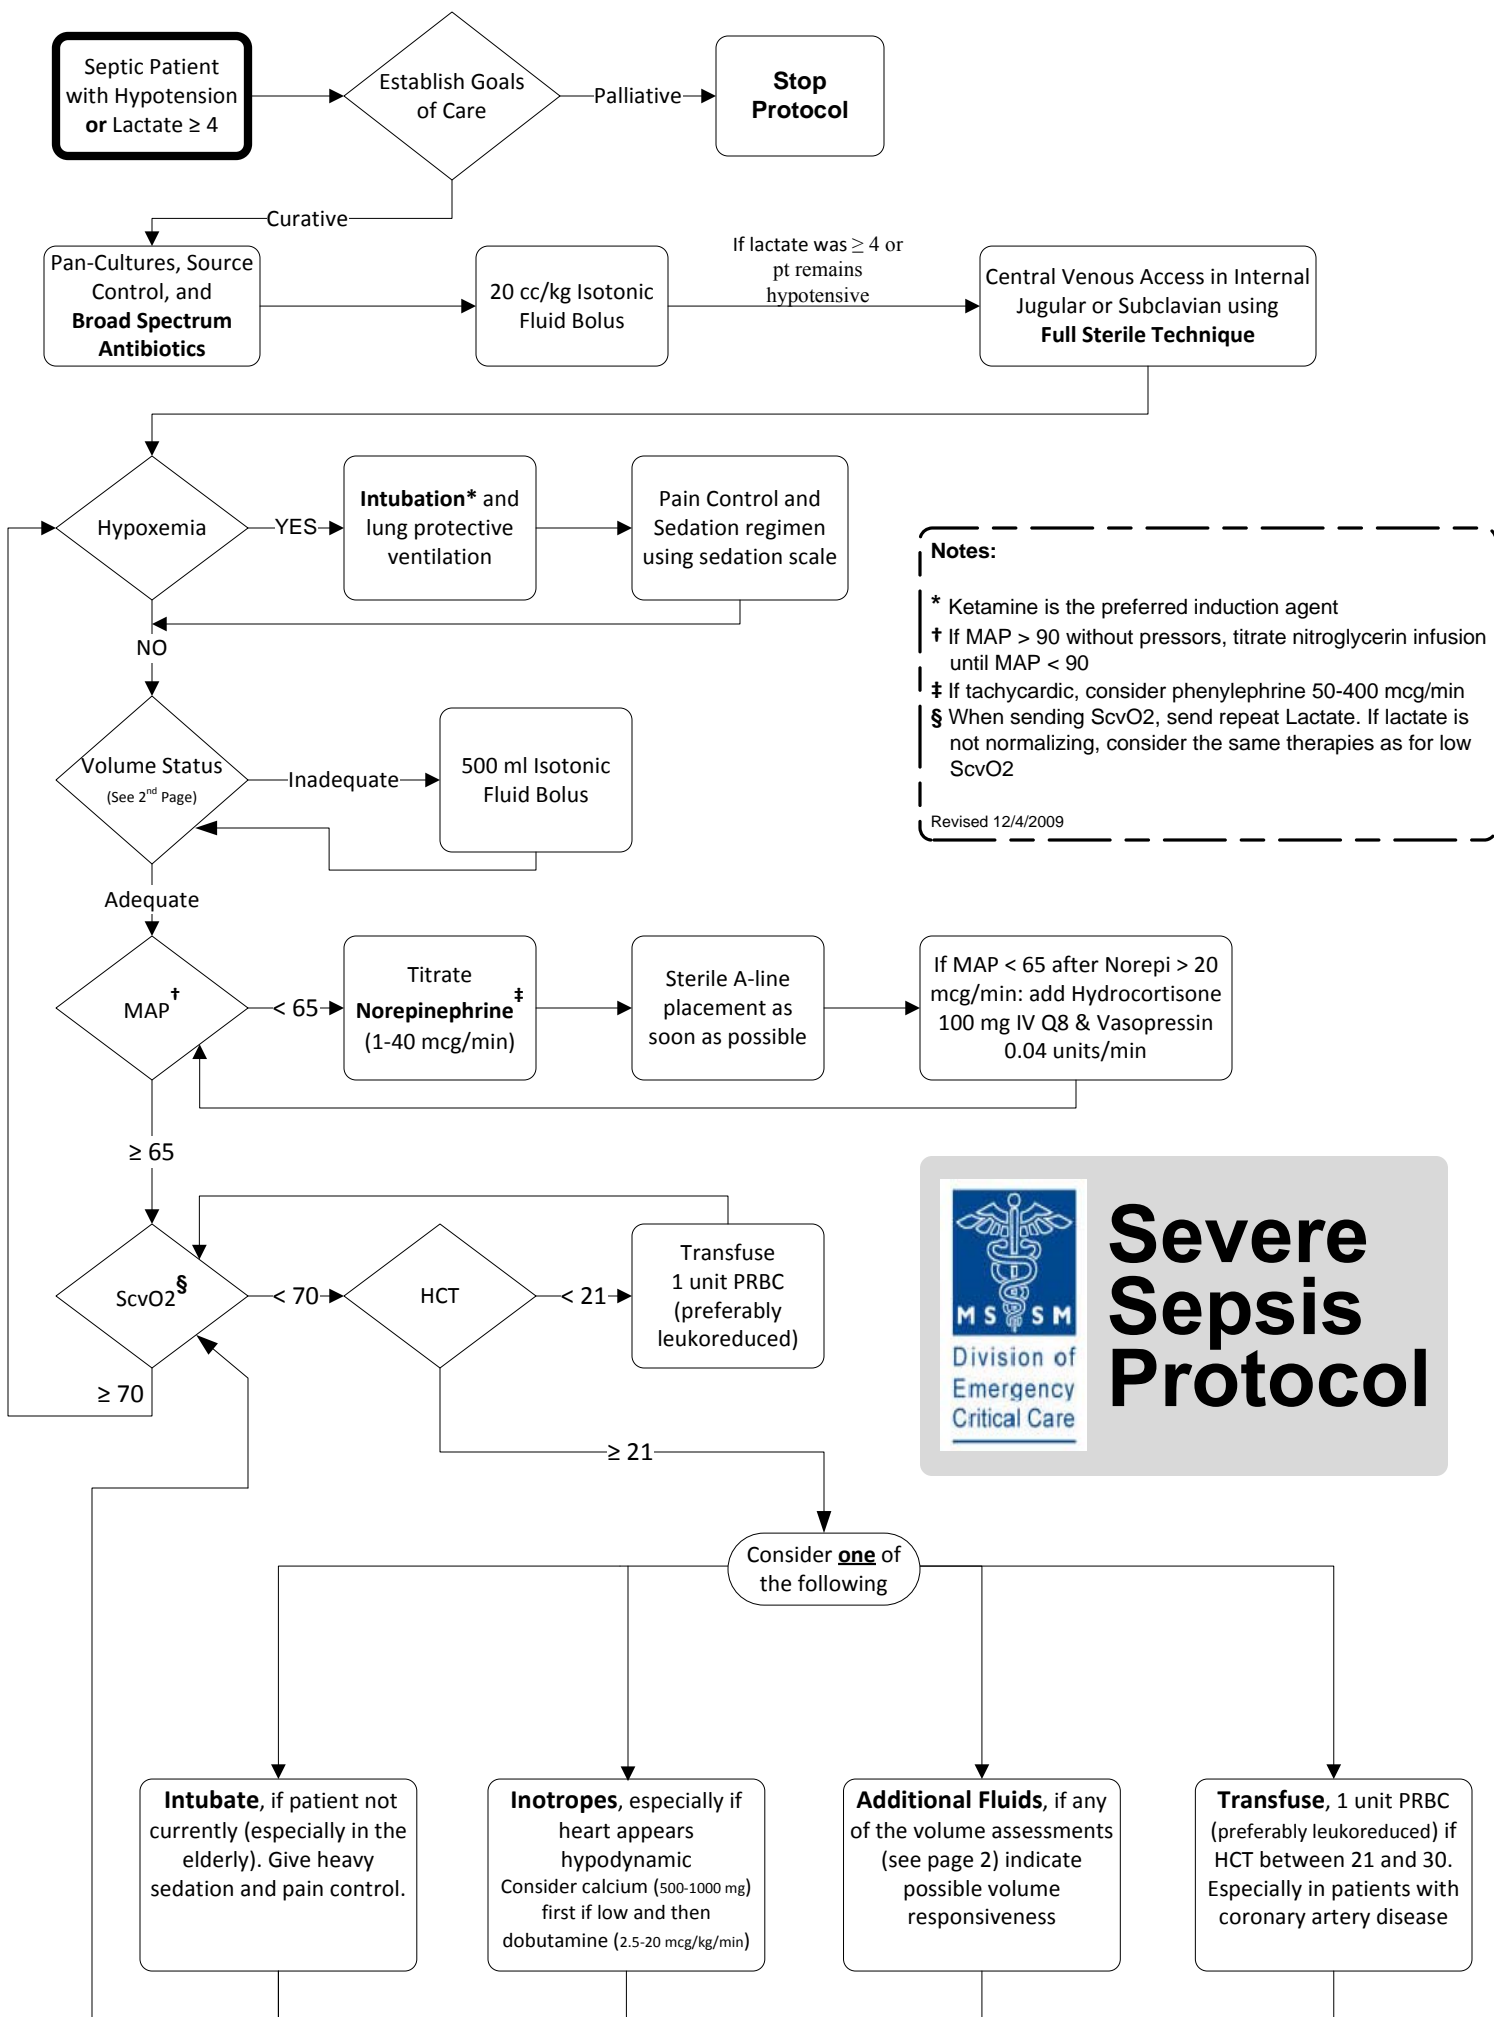 Septic Patient
with Hypotension
or Lactate ≥ 4
Establish Goals
of Care
Palliative
Stop
Protocol
Curative
Pan-Cultures, Source
Control, and
Broad Spectrum
Antibiotics
20 cc/kg Isotonic
Fluid Bolus
If lactate was ≥ 4 or
pt remains
hypotensive
Central Venous Access in Internal
Jugular or Subclavian using
Full Sterile Technique
Hypoxemia
YES
Intubation* and
lung protective
ventilation
Pain Control and
Sedation regimen
using sedation scale
NO
Notes:
* Ketamine is the preferred induction agent
† If MAP > 90 without pressors, titrate nitroglycerin infusion
until MAP < 90
‡ If tachycardic, consider phenylephrine 50-400 mcg/min
§ When sending ScvO2, send repeat Lactate. If lactate is
not normalizing, consider the same therapies as for low
ScvO2
Revised 12/4/2009
Volume Status
(See 2nd Page)
Inadequate
500 ml Isotonic
Fluid Bolus
Adequate
MAP†
< 65
Titrate
Norepinephrine‡
(1-40 mcg/min)
Sterile A-line
placement as
soon as possible
If MAP < 65 after Norepi > 20
mcg/min: add Hydrocortisone
100 mg IV Q8 & Vasopressin
0.04 units/min
≥ 65
ScvO2§
< 70
HCT
< 21
Transfuse
1 unit PRBC
(preferably
leukoreduced)
≥ 70
≥ 21
MSSM
Division of
Emergency
Critical Care
Severe
Sepsis
Protocol
Consider one of
the following
Intubate, if patient not
currently (especially in the
elderly). Give heavy
sedation and pain control.
Inotropes, especially if
heart appears
hypodynamic
Consider calcium (500-1000 mg)
first if low and then
dobutamine (2.5-20 mcg/kg/min)
Additional Fluids, if any
of the volume assessments
(see page 2) indicate
possible volume
responsiveness
Transfuse, 1 unit PRBC
(preferably leukoreduced) if
HCT between 21 and 30.
Especially in patients with
coronary artery disease